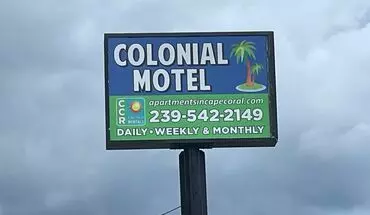 COLONIAL
MOTEL
apartmentsincapecoral.com
CCR
239-542-2149
DAILY • WEEKLY & MONTHLY